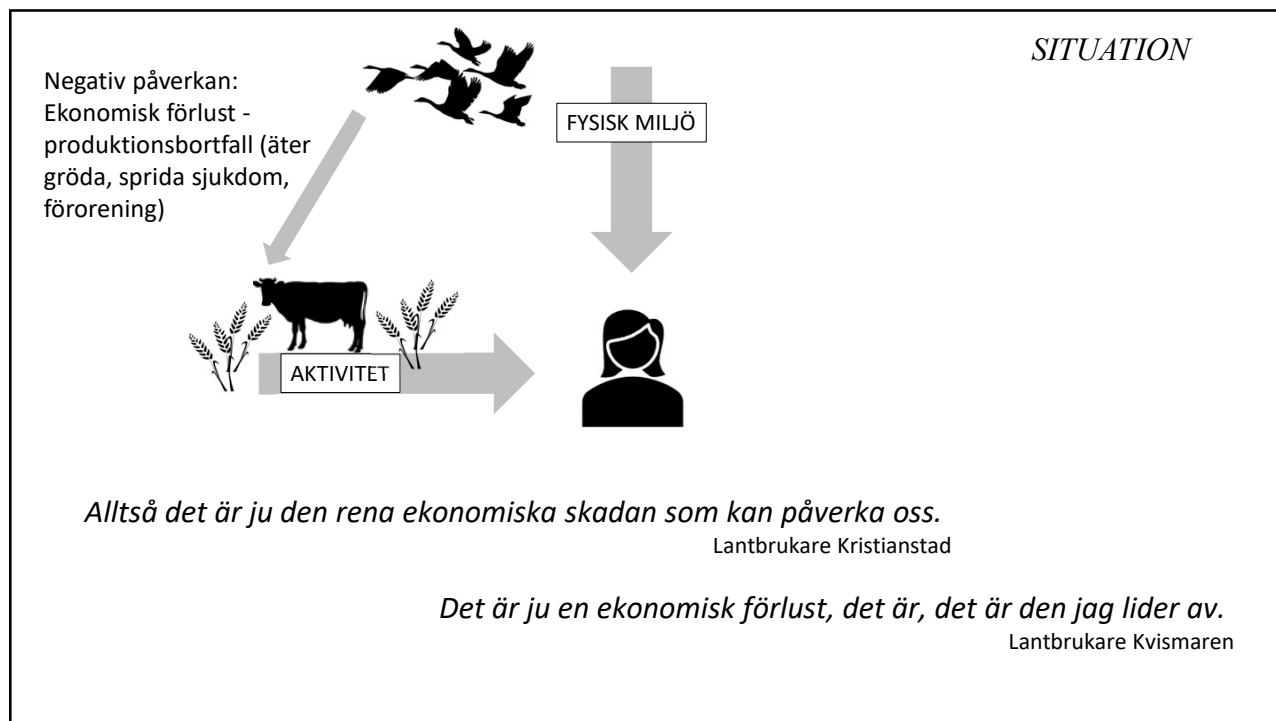 SITUATION
Negativ påverkan:
Ekonomisk förlust -
produktionsbortfall (äter
gröda, sprida sjukdom,
förorening)
FYSISK MILJÖ
AKTIVITET
Alltså det är ju den rena ekonomiska skadan som kan påverka oss.
Lantbrukare Kristianstad
Det är ju en ekonomisk förlust, det är, det är den jag lider av.
Lantbrukare Kvismaren